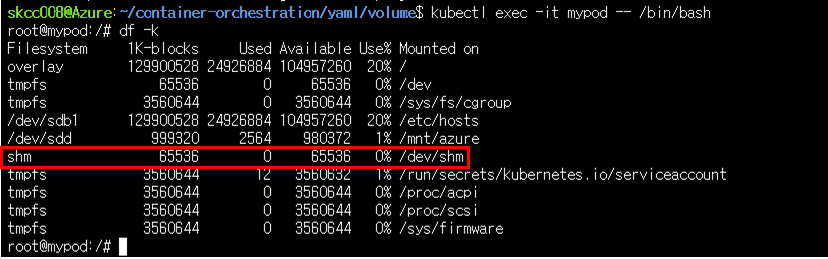 skcc008@Azure:~/container-orchestration/yaml/volume$ kubectl exec -it mypod -- /bin/bash
root@mypod:/# df -k
Filesystem     1K-blocks     Used Available Use% Mounted on
overlay        129900528 24926884 104957260  20% /
tmpfs              65536        0     65536   0% /dev
tmpfs            3560644        0   3560644   0% /sys/fs/cgroup
/dev/sdb1      129900528 24926884 104957260  20% /etc/hosts
/dev/sdd          999320     2564    980372   1% /mnt/azure
shm                65536        0     65536   0% /dev/shm
tmpfs            3560644       12   3560632   1% /run/secrets/kubernetes.io/serviceaccount
tmpfs            3560644        0   3560644   0% /proc/acpi
tmpfs            3560644        0   3560644   0% /proc/scsi
tmpfs            3560644        0   3560644   0% /sys/firmware
root@mypod:/#